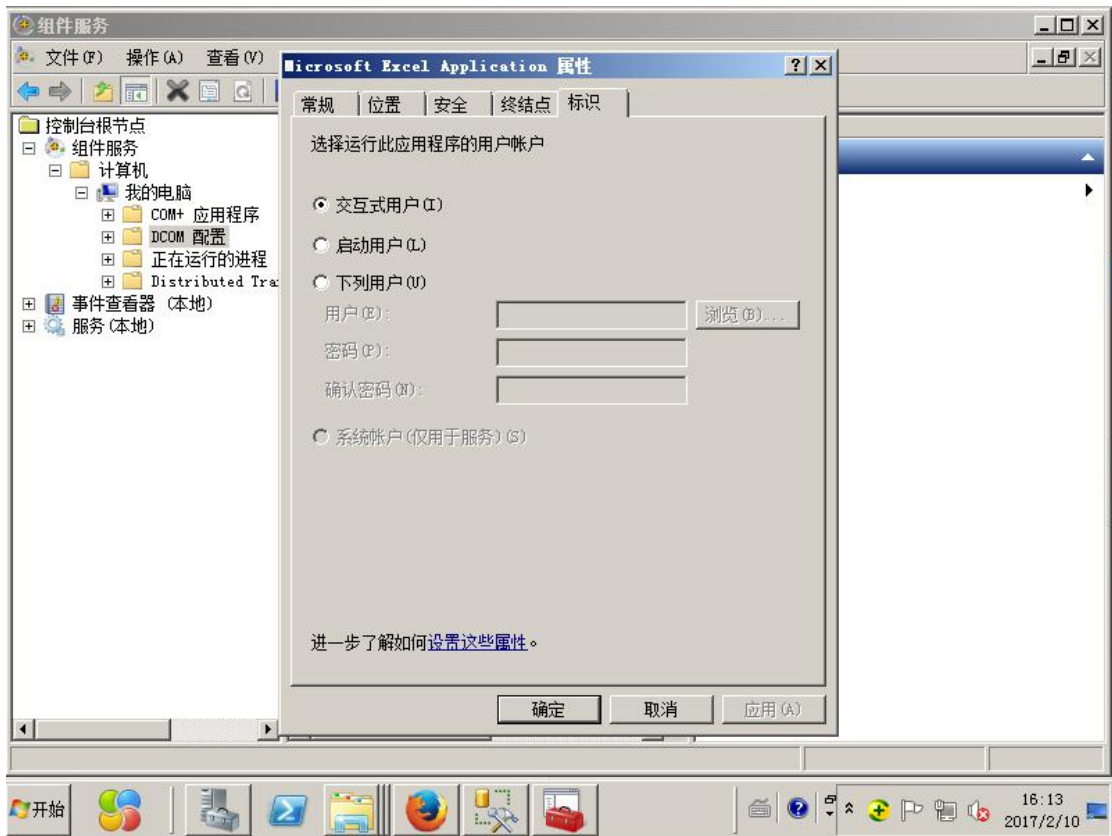 组件服务
文件(F) 操作(A) 查看(V)
Microsoft Excel Application 属性
常规 位置 安全 终结点 标识
选择运行此应用程序的用户帐户
交互式用户(I)
启动用户(L)
下列用户(U)
用户(E):
浏览(B)...
密码(P):
确认密码(N):
系统帐户(仅用于服务)(S)
进一步了解如何设置这些属性。
确定 取消 应用(A)
控制台根节点
组件服务
计算机
我的电脑
COM+ 应用程序
DCOM 配置
正在运行的进程
Distributed Tra
事件查看器 (本地)
服务(本地)
开始
16:13
2017/2/10